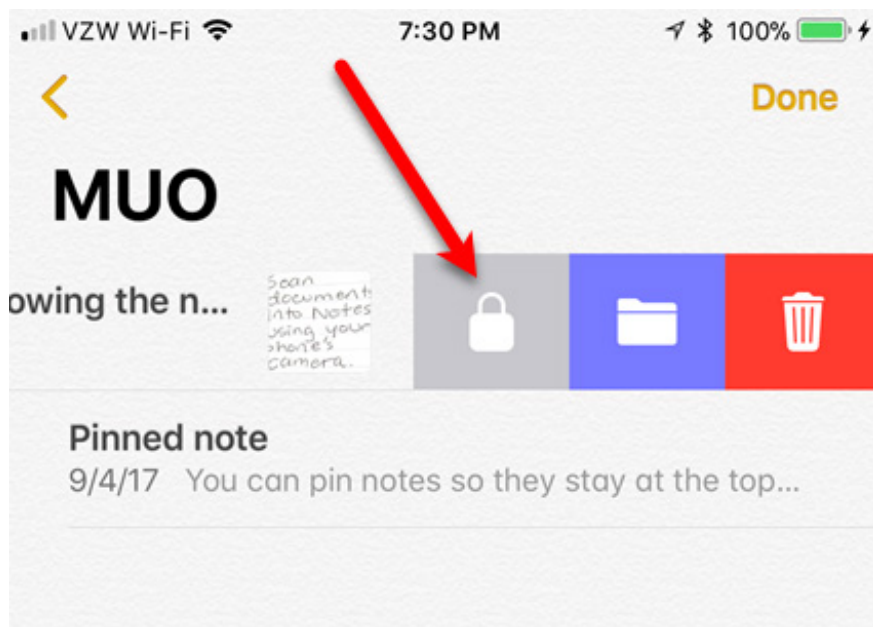 VZW Wi-Fi 7:30 PM 100%
Done
MUO
owing the n...
Scan
documents
into Notes
using your
phone's
camera.
Pinned note
9/4/17 You can pin notes so they stay at the top...